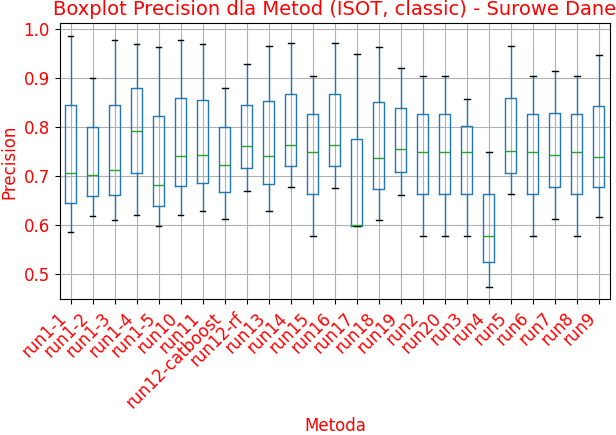 Boxplot Precision dla Metod (ISOT, classic) - Surowe Dane
1.0
0.9
0.8
0.7
0.6
0.5
Precision
run1-1
run1-2
run1-3
run1-4
run1-5
run10
run11
run12-catboost
run12-rf
run13
run14
run15
run16
run17
run18
run19
run2
run20
run3
run4
run5
run6
run7
run8
run9
Metoda